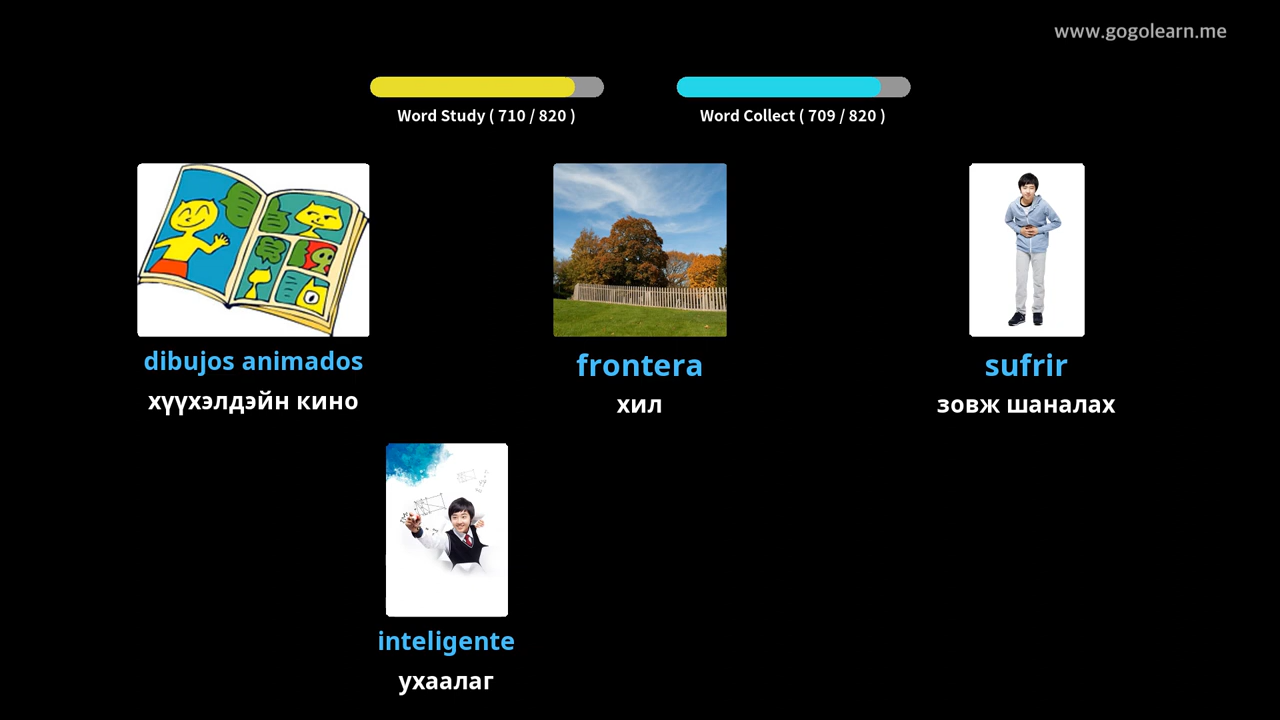 www.gogolearn.me
Word Study ( 710 / 820 )
Word Collect ( 709 / 820 )
dibujos animados
хүүхэлдэйн кино
frontera
хил
sufrir
зовж шаналах
inteligente
ухаалаг